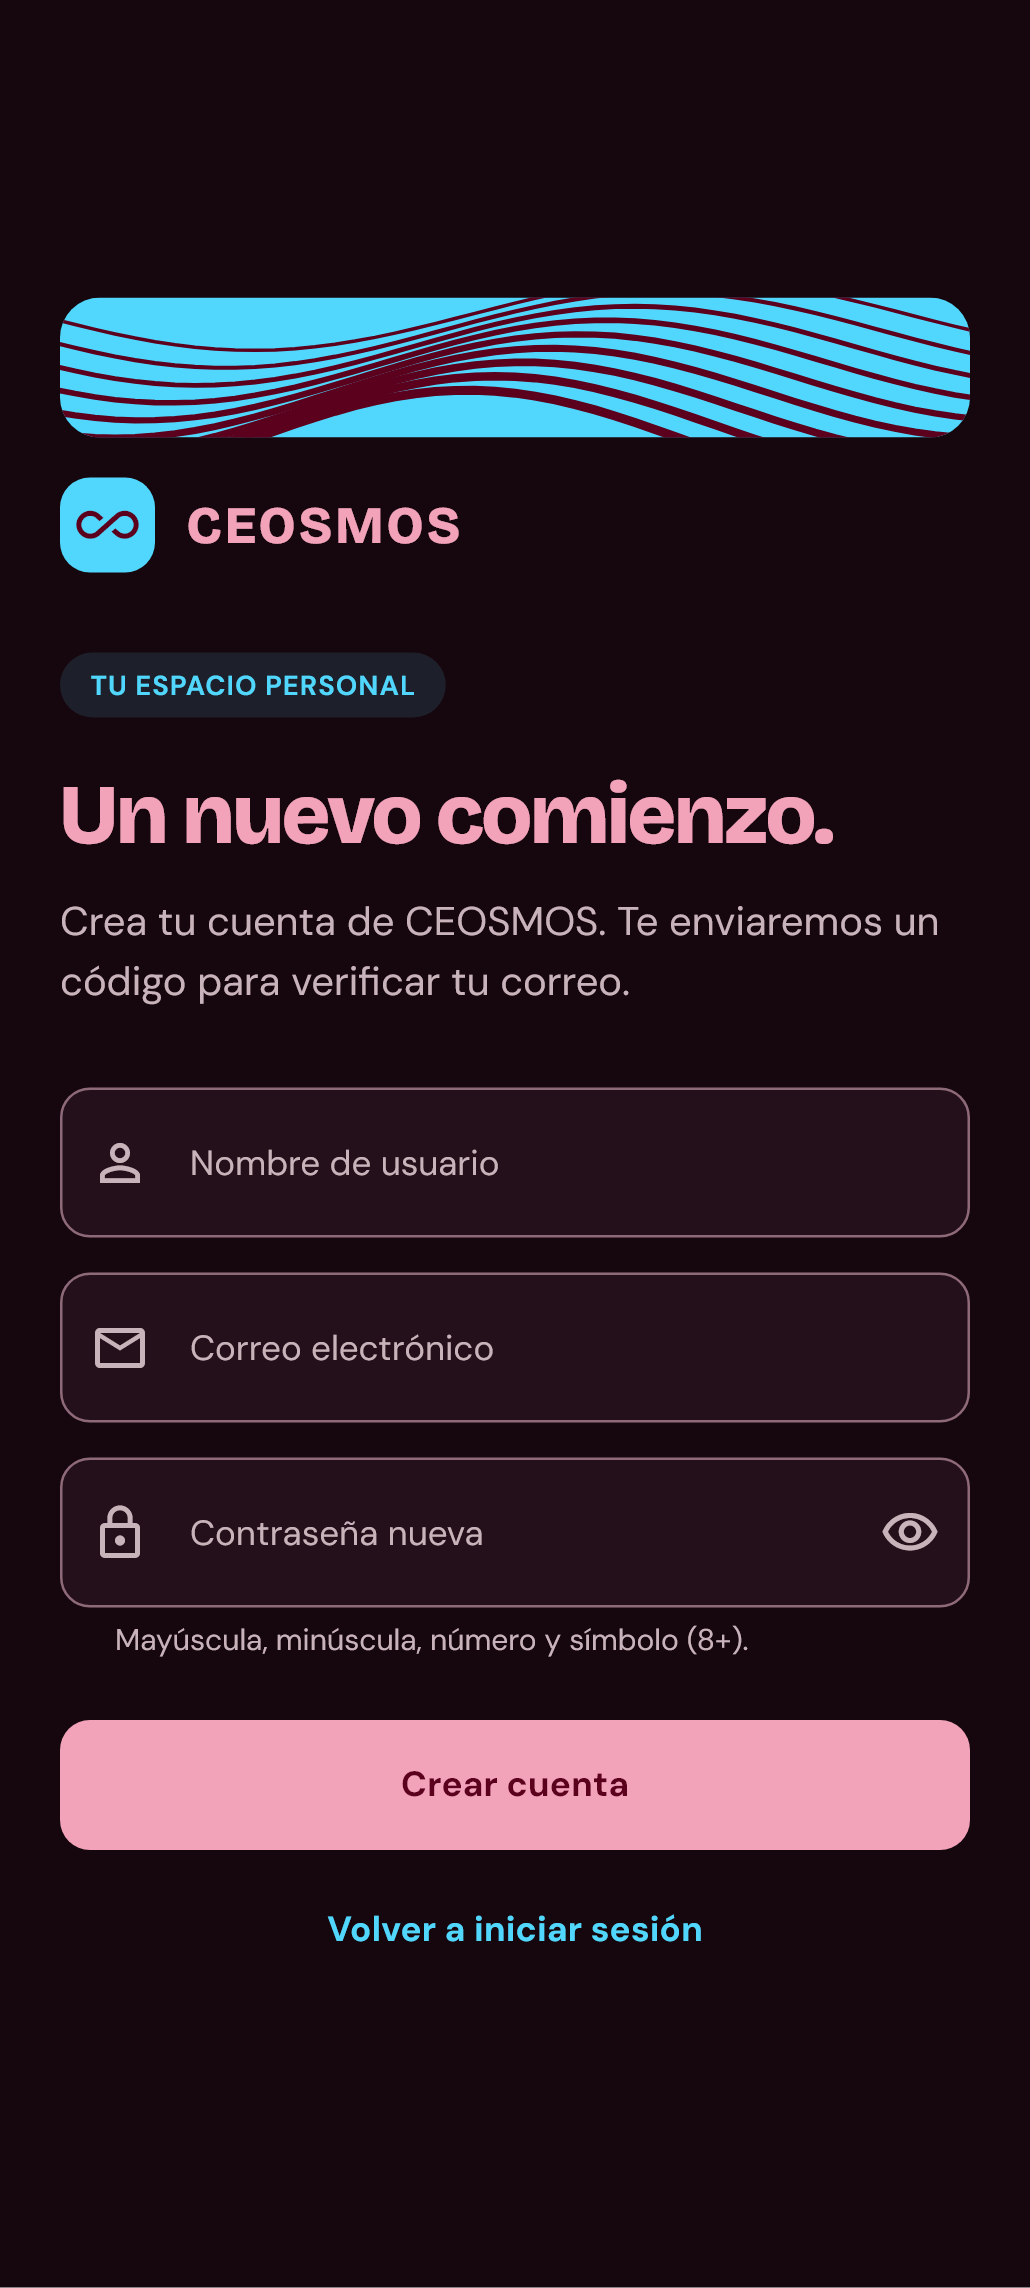 CEOSMOS
TU ESPACIO PERSONAL
Un nuevo comienzo.
Crea tu cuenta de CEOSMOS. Te enviaremos un
código para verificar tu correo.
Nombre de usuario
Correo electrónico
Contraseña nueva
Mayúscula, minúscula, número y símbolo (8+).
Crear cuenta
Volver a iniciar sesión